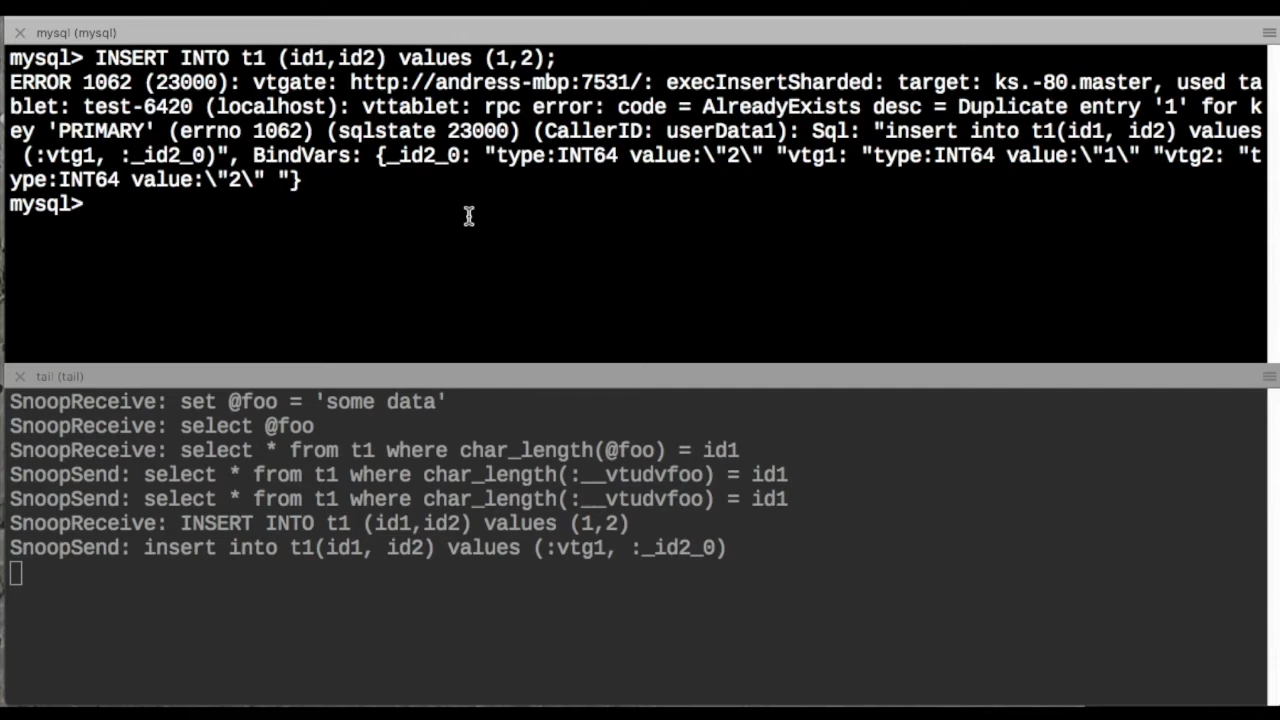 mysql (mysql)
mysql> INSERT INTO t1 (id1,id2) values (1,2);
ERROR 1062 (23000): vtgate: http://andress-mbp:7531/: execInsertSharded: target: ks.-80.master, used ta
blet: test-6420 (localhost): vttablet: rpc error: code = AlreadyExists desc = Duplicate entry '1' for k
ey 'PRIMARY' (errno 1062) (sqlstate 23000) (CallerID: userData1): Sql: "insert into t1(id1, id2) values
 (:vtg1, :_id2_0)", BindVars: {_id2_0: "type:INT64 value:\"2\" "vtg1: "type:INT64 value:\"1\" "vtg2: "t
ype:INT64 value:\"2\" "}
mysql>
tail (tail)
SnoopReceive: set @foo = 'some data'
SnoopReceive: select @foo
SnoopReceive: select * from t1 where char_length(@foo) = id1
SnoopSend: select * from t1 where char_length(:__vtudvfoo) = id1
SnoopSend: select * from t1 where char_length(:__vtudvfoo) = id1
SnoopReceive: INSERT INTO t1 (id1,id2) values (1,2)
SnoopSend: insert into t1(id1, id2) values (:vtg1, :_id2_0)